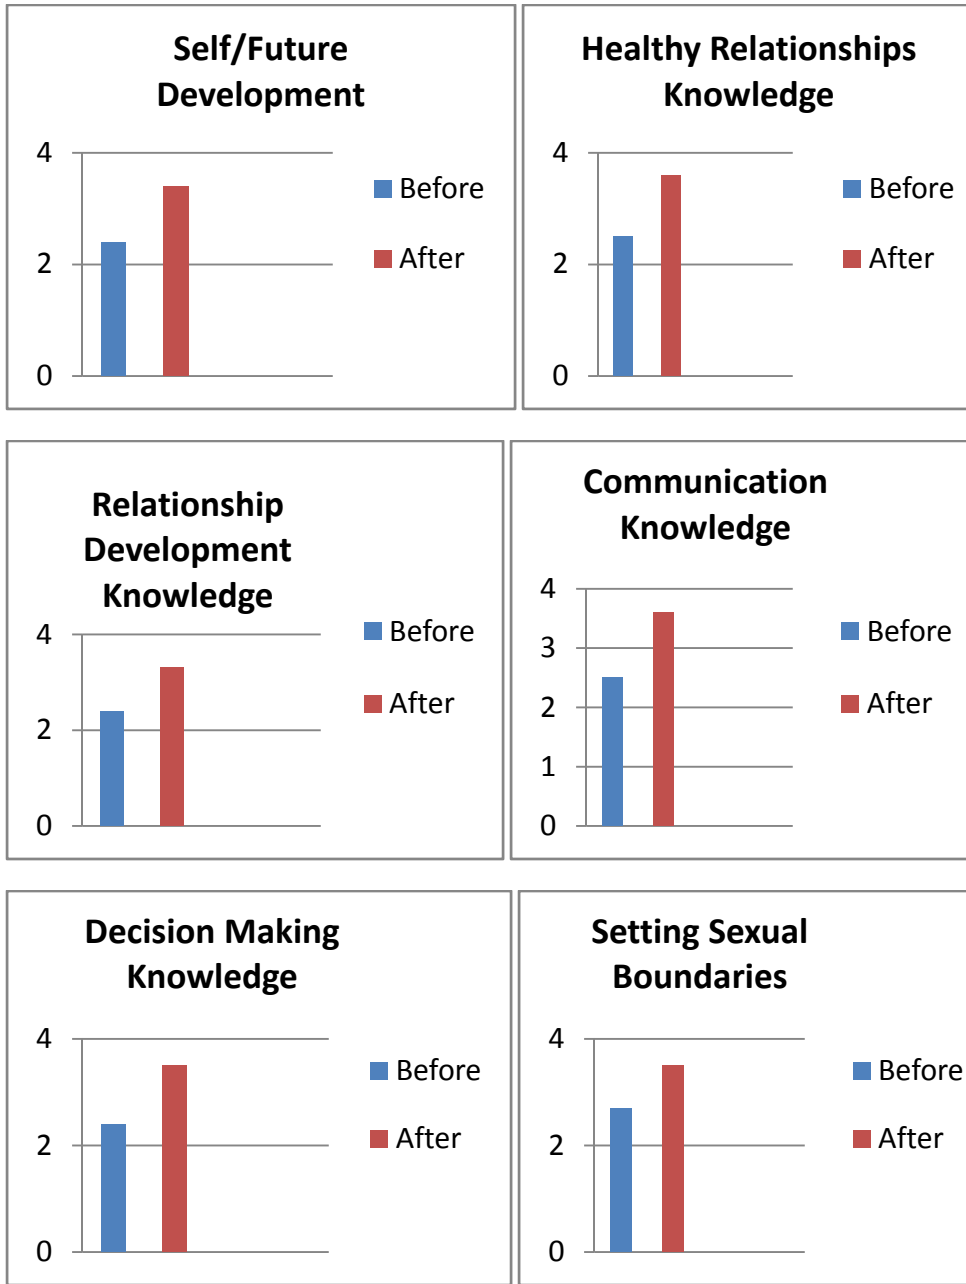 Self/Future
Development
4
2
0
Before
After
Healthy Relationships
Knowledge
4
2
0
Before
After
Relationship
Development
Knowledge
4
2
0
Before
After
Communication
Knowledge
4
3
2
1
0
Before
After
Decision Making
Knowledge
4
2
0
Before
After
Setting Sexual
Boundaries
4
2
0
Before
After